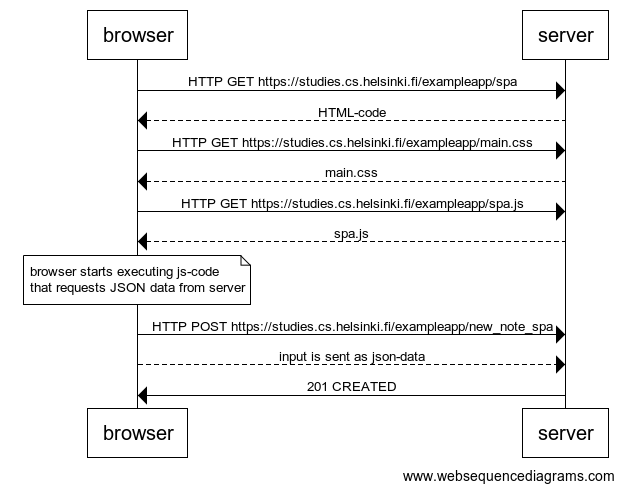 browser
server
HTTP GET https://studies.cs.helsinki.fi/exampleapp/spa
HTML-code
HTTP GET https://studies.cs.helsinki.fi/exampleapp/main.css
main.css
HTTP GET https://studies.cs.helsinki.fi/exampleapp/spa.js
spa.js
browser starts executing js-code
that requests JSON data from server
HTTP POST https://studies.cs.helsinki.fi/exampleapp/new_note_spa
input is sent as json-data
201 CREATED
browser
server
www.websequencediagrams.com